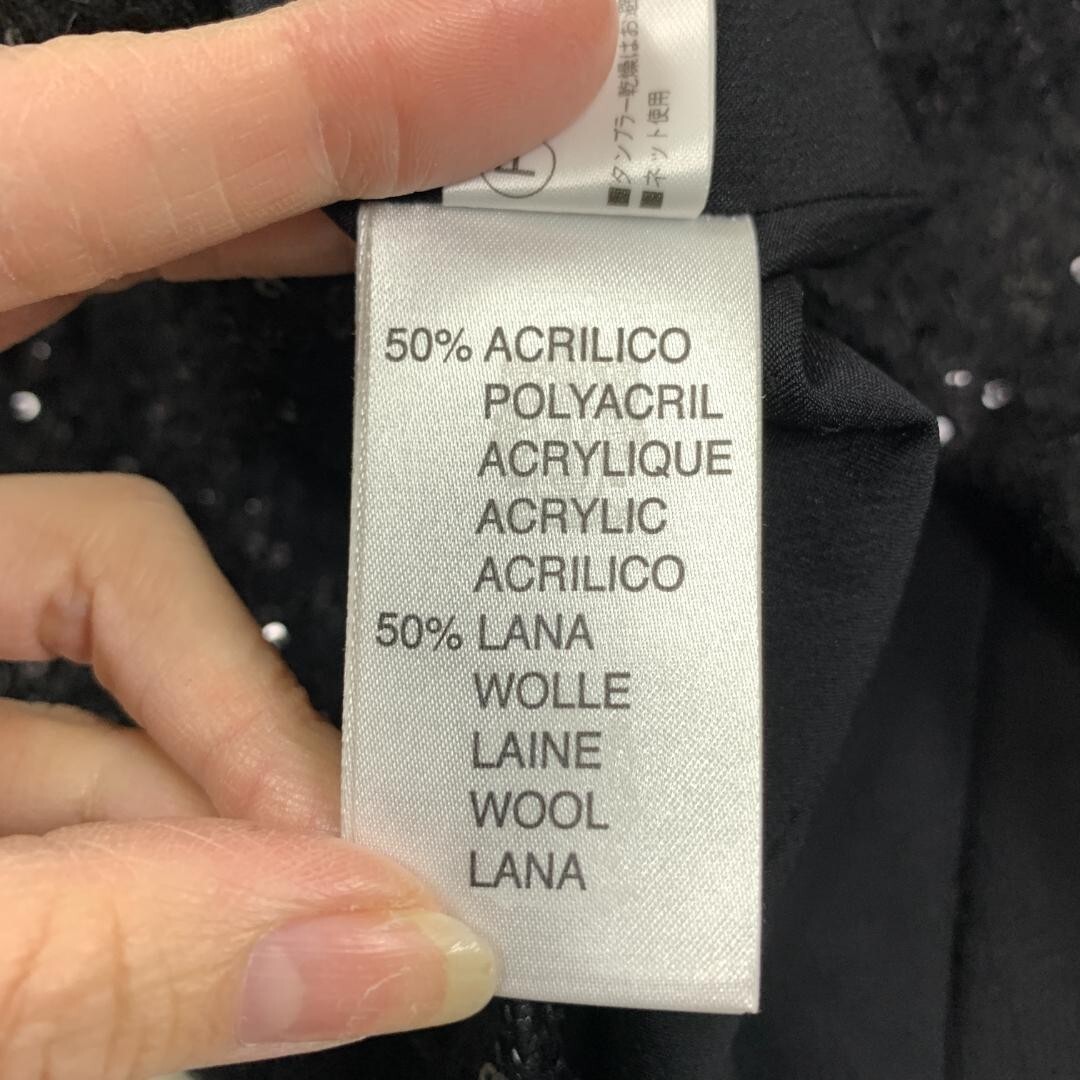 タンブラー乾燥はお避
ネット使用
50% ACRILICO
POLYACRIL
ACRYLIQUE
ACRYLIC
ACRILICO
50% LANA
WOLLE
LAINE
WOOL
LANA